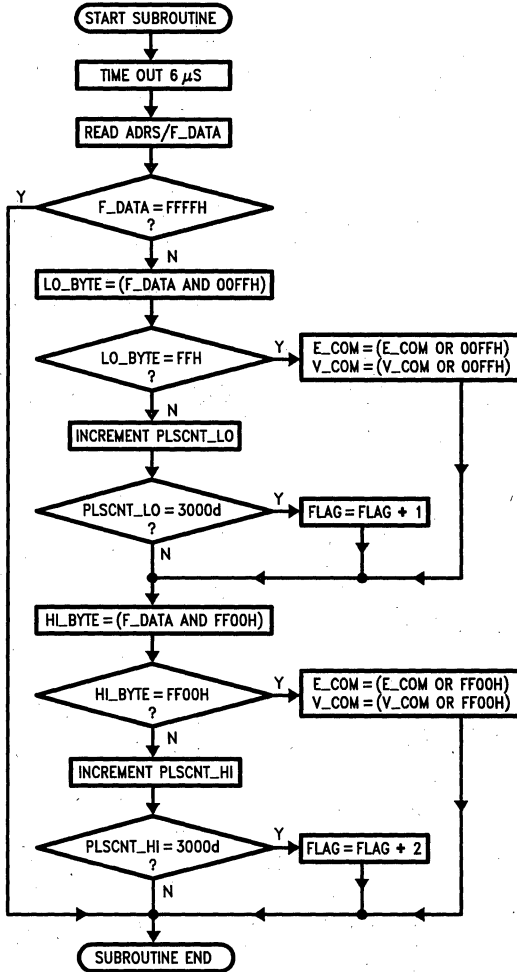 START SUBROUTINE
TIME OUT 6 μS
READ ADRS/F_DATA
Y
F_DATA=FFFFH
?
N
LO_BYTE=(F_DATA AND 00FFH)
LO_BYTE=FFH
?
Y
E_COM=(E_COM OR 00FFH)
V_COM=(V_COM OR 00FFH)
N
INCREMENT PLSCNT_LO
PLSCNT_LO=3000d
?
Y
FLAG=FLAG + 1
N
HI_BYTE=(F_DATA AND FF00H)
HI_BYTE=FF00H
?
Y
E_COM=(E_COM OR FF00H)
V_COM=(V_COM OR FF00H)
N
INCREMENT PLSCNT_HI
PLSCNT_HI=3000d
?
Y
FLAG=FLAG + 2
N
SUBROUTINE END